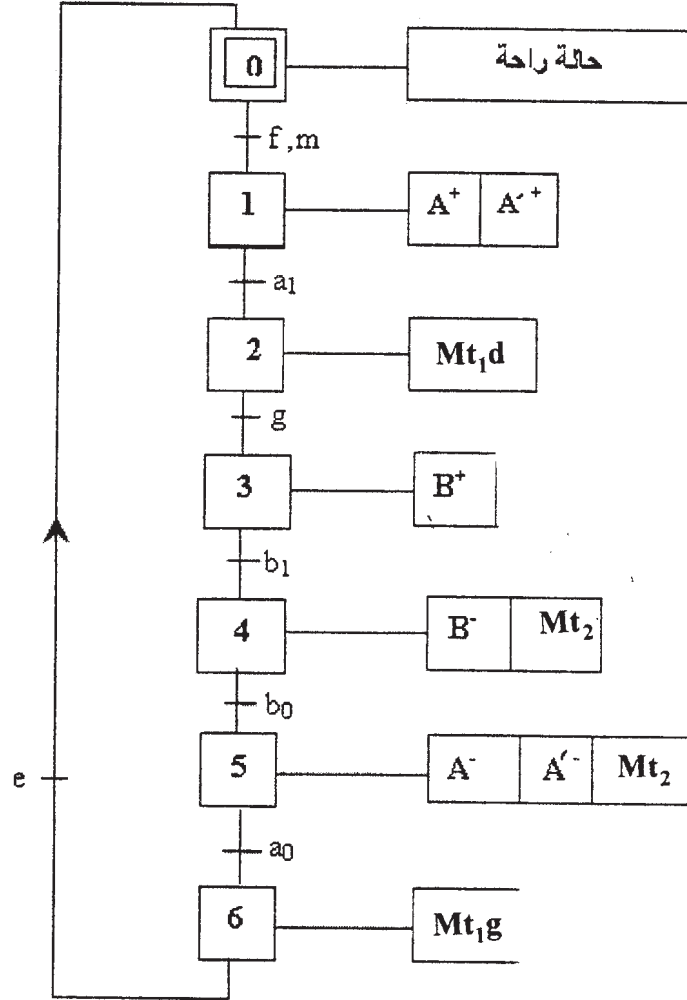 0 حالة راحة
f ,m
1 A⁺ A′⁺
a₁
2 Mt₁d
g
3 B⁺
b₁
4 B⁻ Mt₂
b₀
5 A⁻ A′⁻ Mt₂
e
a₀
6 Mt₁g